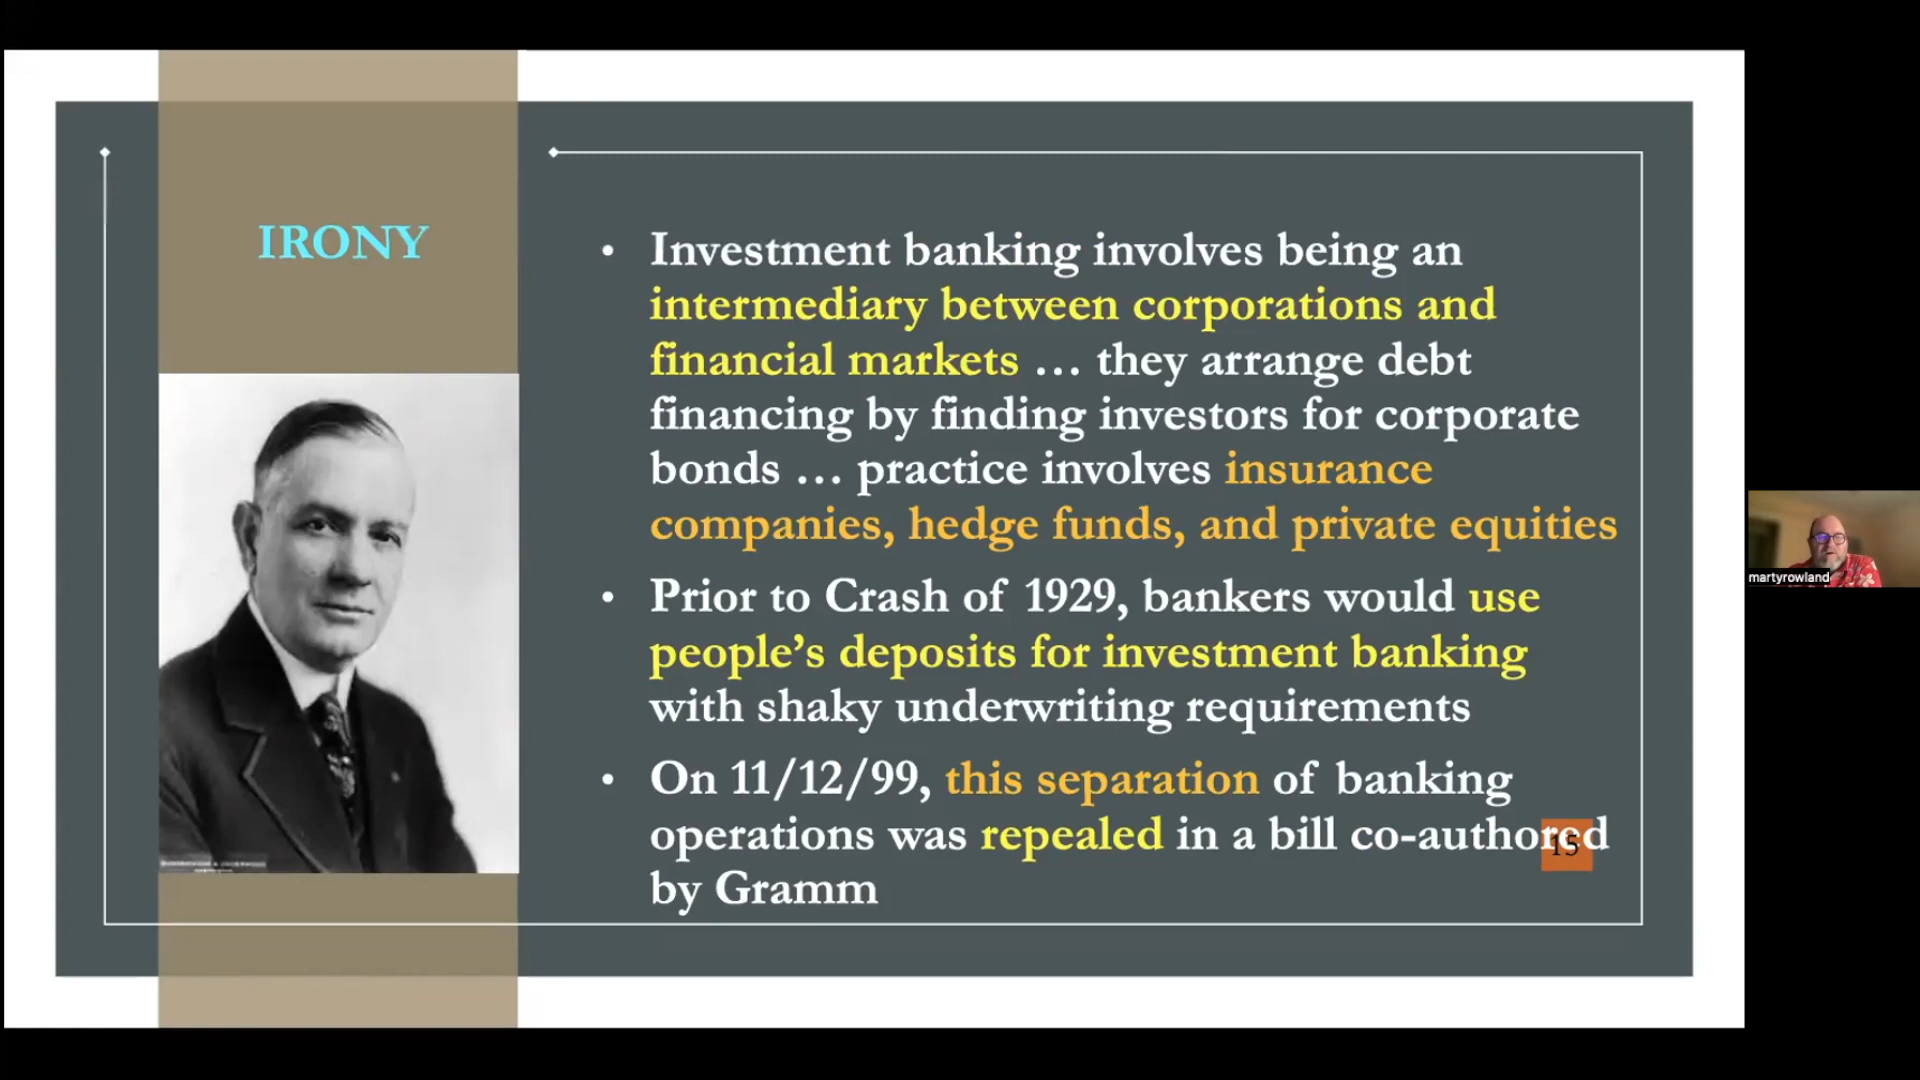 IRONY
• Investment banking involves being an
intermediary between corporations and
financial markets … they arrange debt
financing by finding investors for corporate
bonds … practice involves insurance
companies, hedge funds, and private equities
• Prior to Crash of 1929, bankers would use
people’s deposits for investment banking
with shaky underwriting requirements
• On 11/12/99, this separation of banking
operations was repealed in a bill co-authored
by Gramm
15
martyrowland